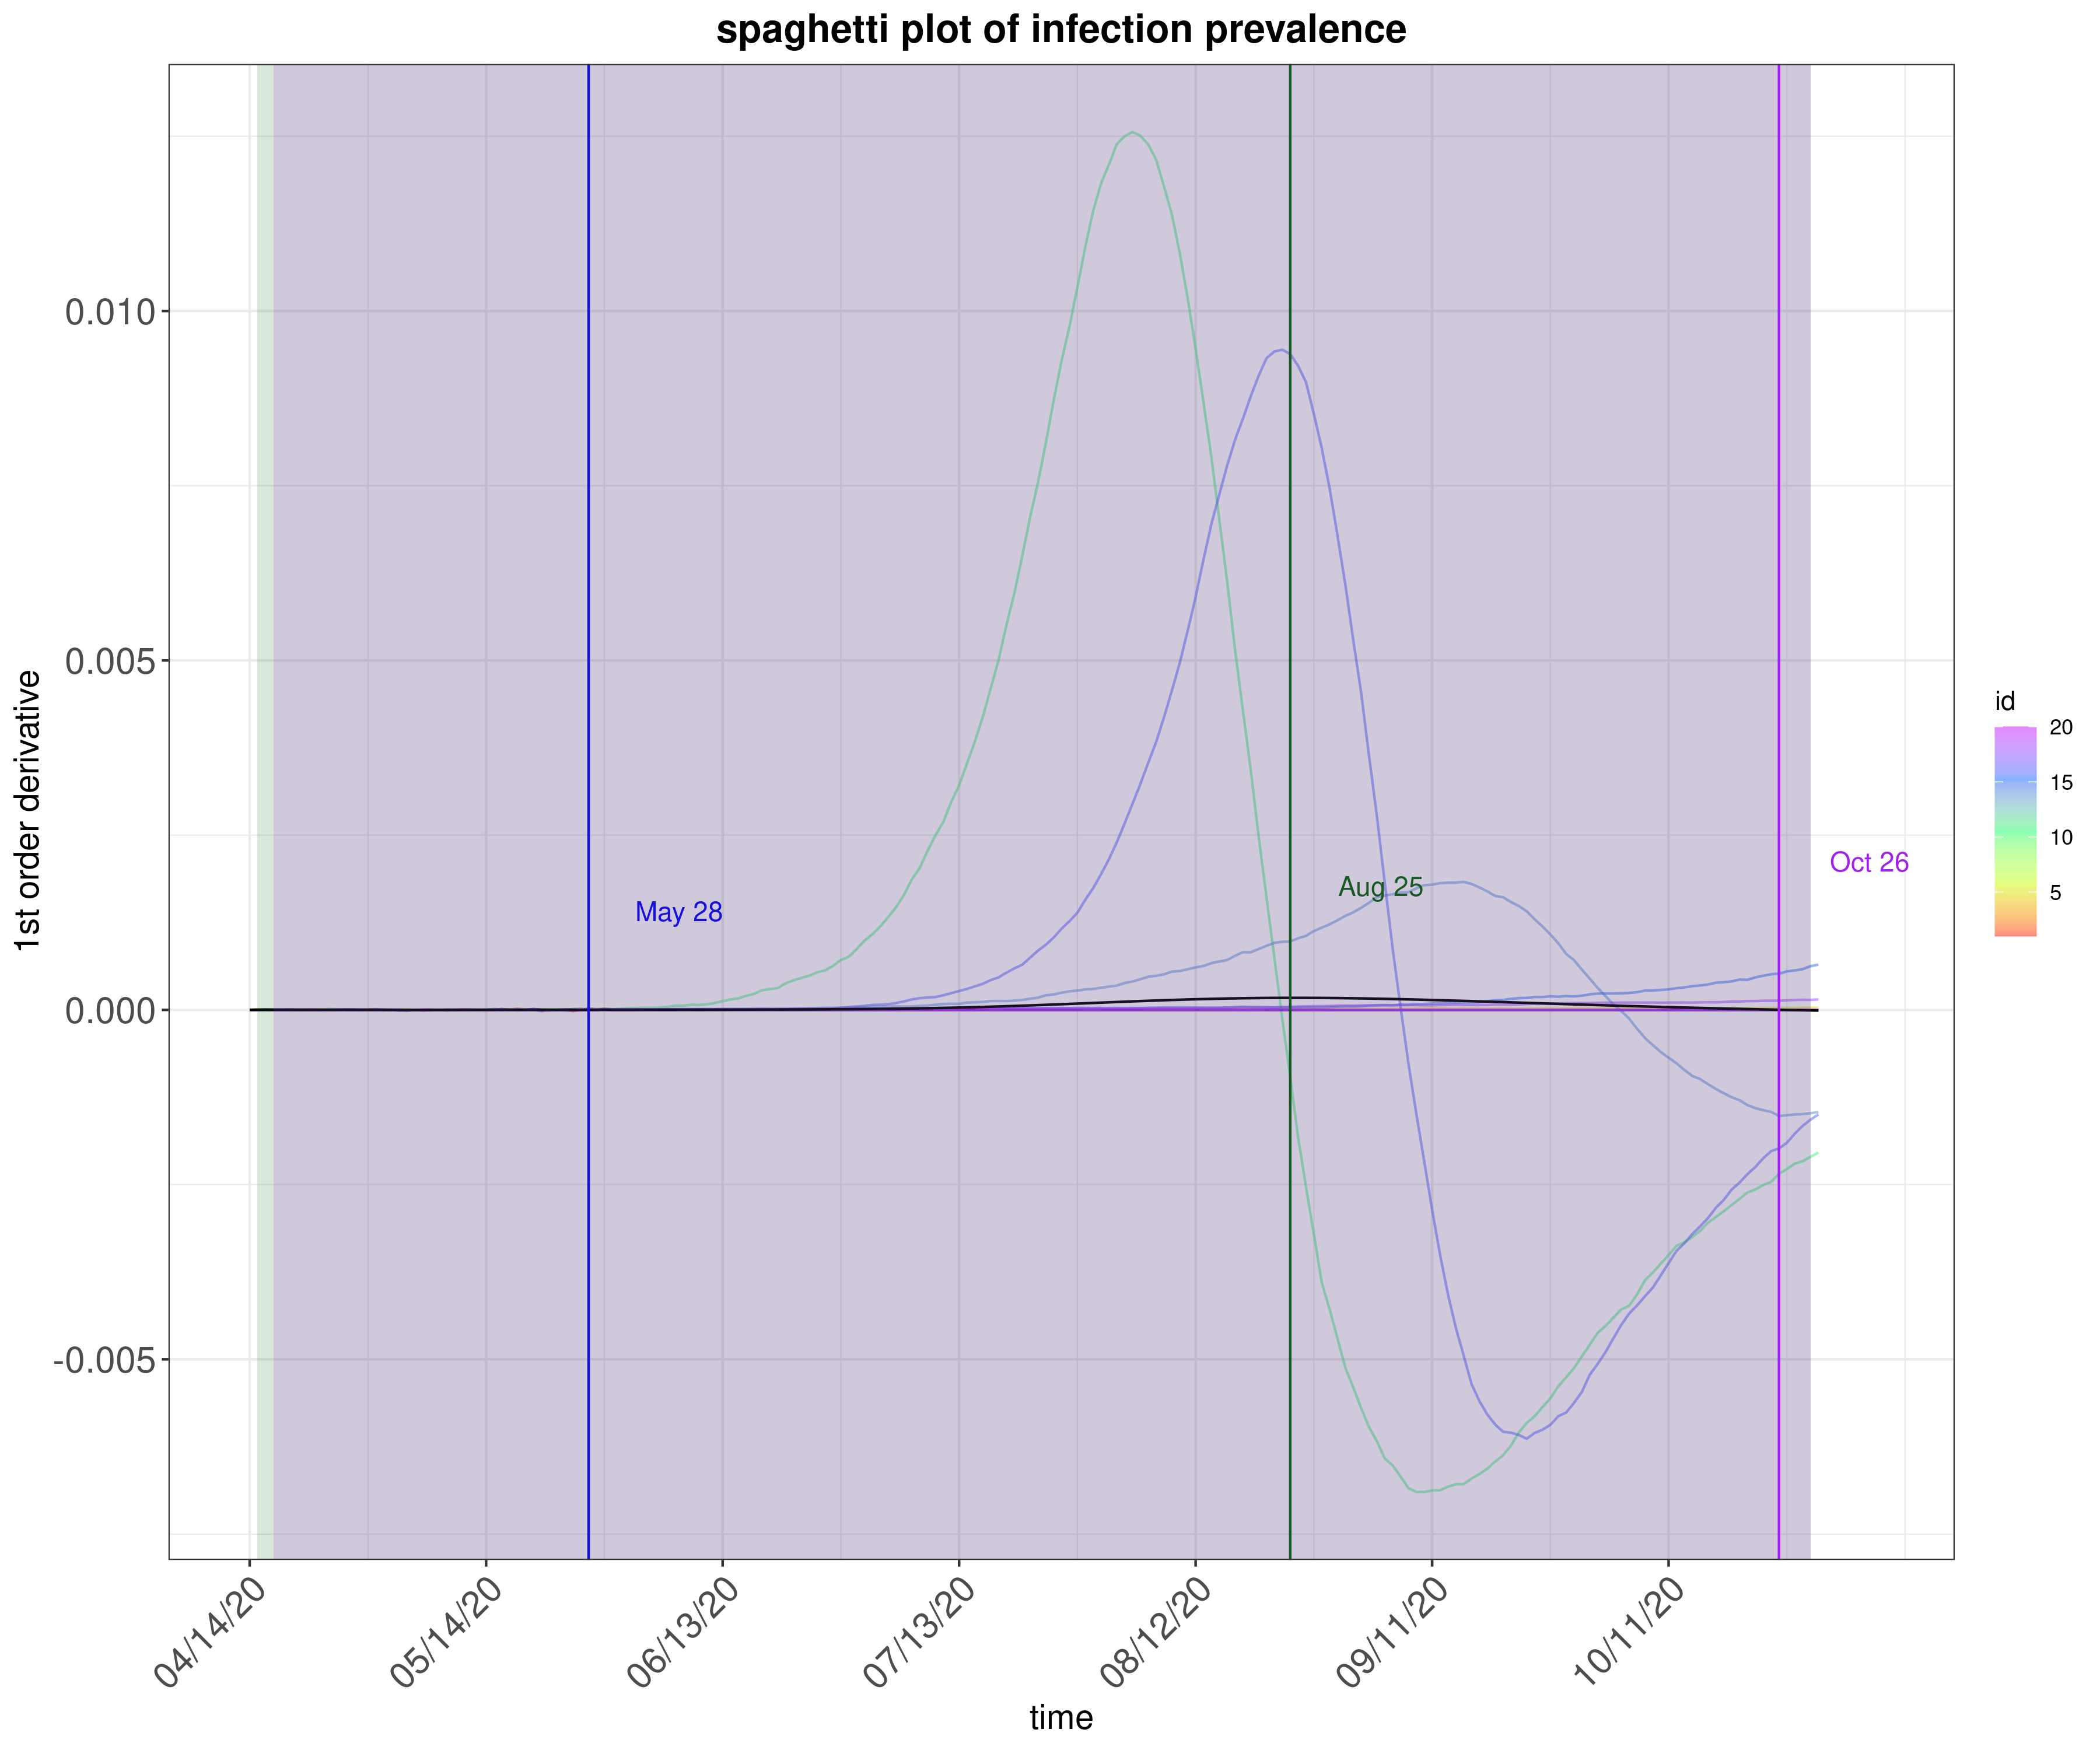 spaghetti plot of infection prevalence
1st order derivative
0.010
0.005
0.000
-0.005
May 28
Aug 25
Oct 26
id
20
15
10
5
04/14/20
05/14/20
06/13/20
07/13/20
08/12/20
09/11/20
10/11/20
time